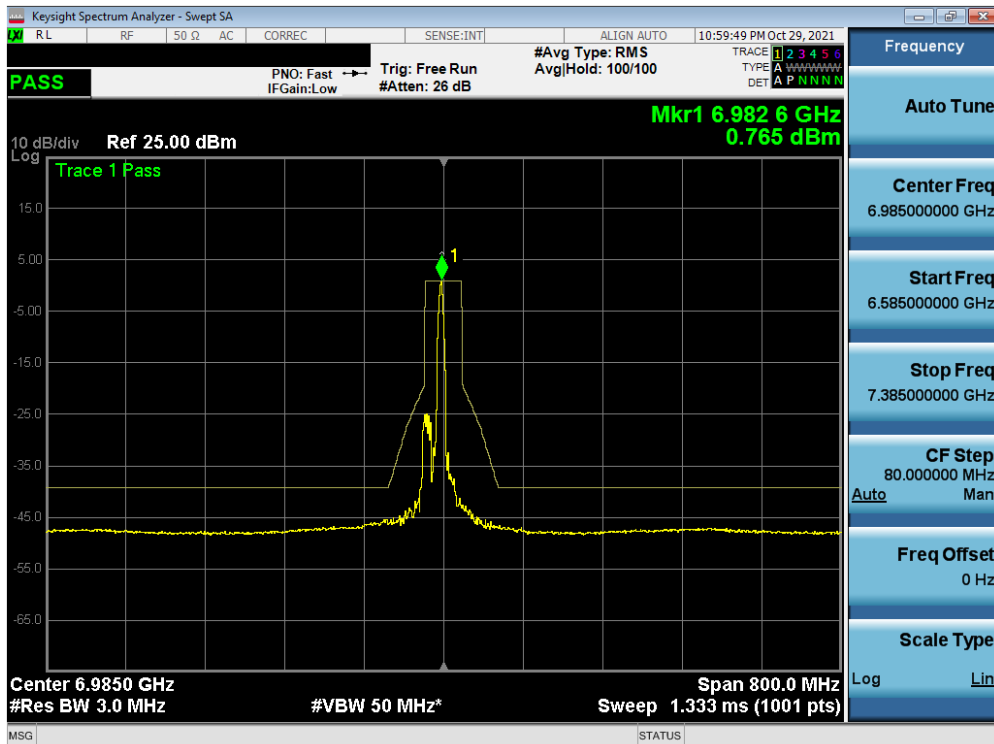 Keysight Spectrum Analyzer - Swept SA
LXI RL RF 50 Ω AC CORREC SENSE:INT ALIGN AUTO 10:59:49 PM Oct 29, 2021
PASS
PNO: Fast
IFGain:Low
Trig: Free Run
#Atten: 26 dB
#Avg Type: RMS
Avg|Hold: 100/100
TRACE 1 2 3 4 5 6
TYPE A WWWWW
DET A P N N N N
Mkr1 6.982 6 GHz
0.765 dBm
10 dB/div Ref 25.00 dBm
Log
Trace 1 Pass
1
15.0
5.00
-5.00
-15.0
-25.0
-35.0
-45.0
-55.0
-65.0
Center 6.9850 GHz Span 800.0 MHz
#Res BW 3.0 MHz #VBW 50 MHz* Sweep 1.333 ms (1001 pts)
MSG STATUS
Frequency
Auto Tune
Center Freq
6.985000000 GHz
Start Freq
6.585000000 GHz
Stop Freq
7.385000000 GHz
CF Step
80.000000 MHz
Auto Man
Freq Offset
0 Hz
Scale Type
Log Lin